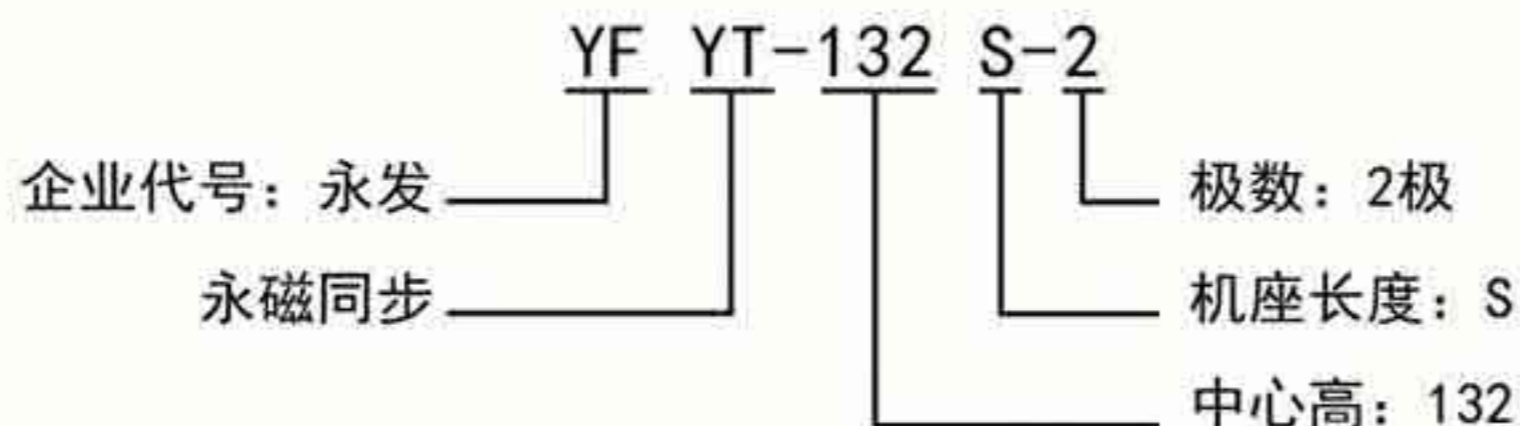 YF YT-132 S-2
企业代号：永发
极数：2极
永磁同步
机座长度：S
中心高：132